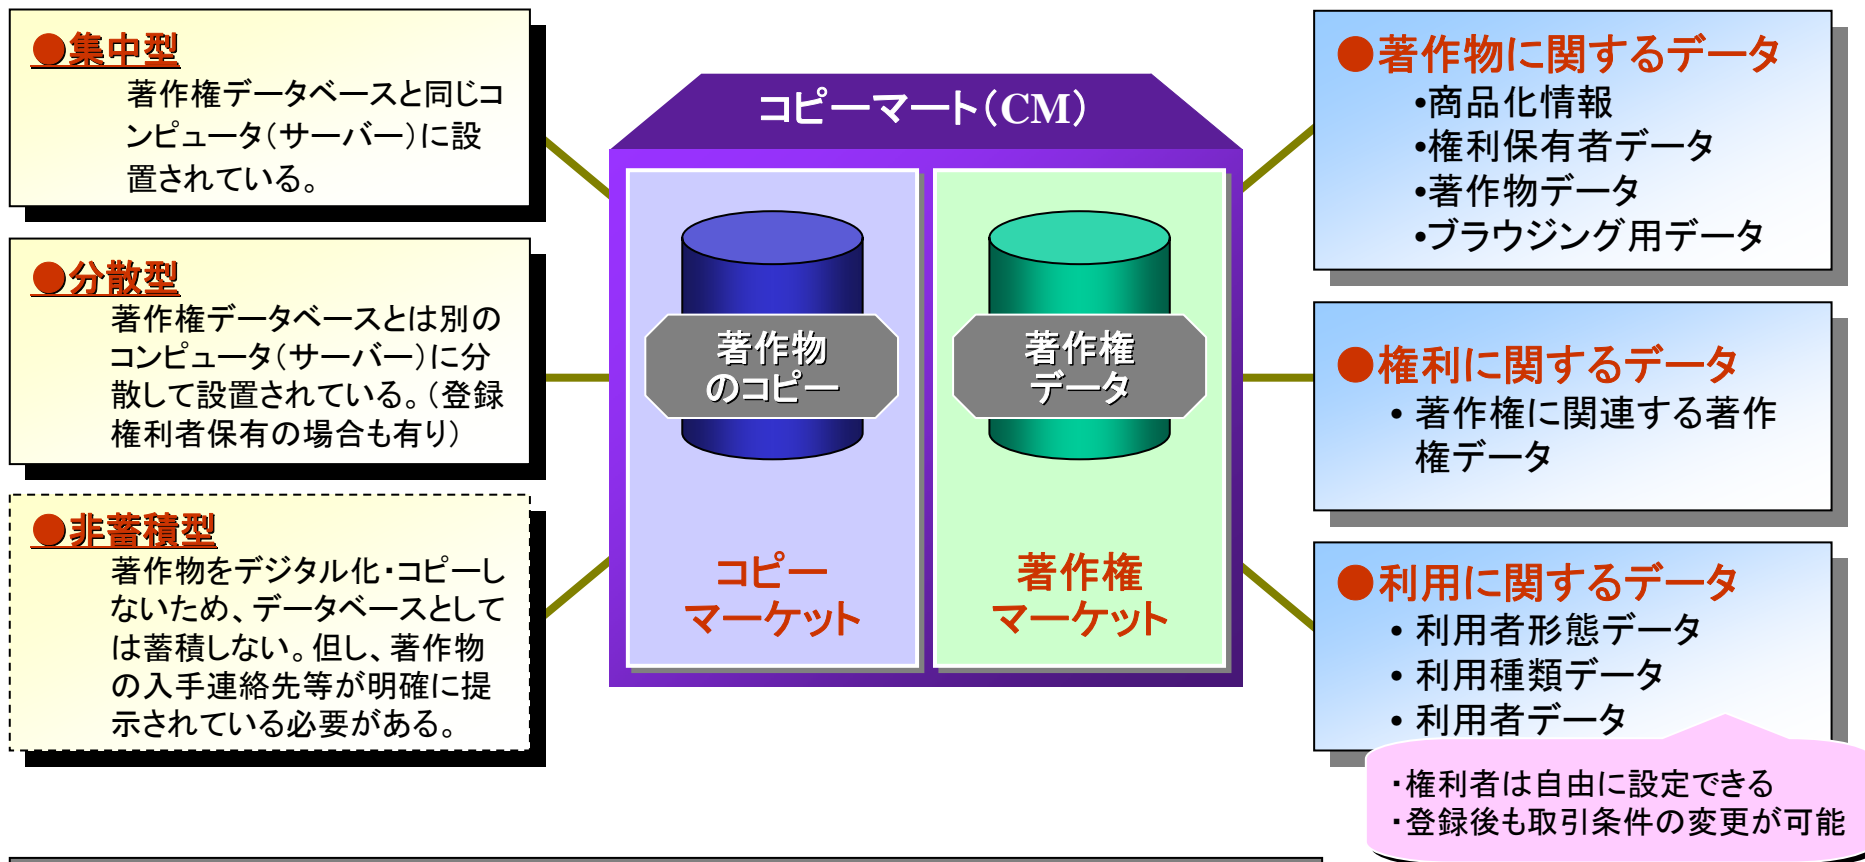 ●集中型
著作権データベースと同じコ
ンピュータ(サーバー)に設
置されている。
●分散型
著作権データベースとは別の
コンピュータ(サーバー)に分
散して設置されている。(登録
権利者保有の場合も有り)
●非蓄積型
著作物をデジタル化・コピーし
ないため、データベースとして
は蓄積しない。但し、著作物
の入手連絡先等が明確に提
示されている必要がある。
コピーマート(CM)
著作物
のコピー
コピー
マーケット
著作権
データ
著作権
マーケット
●著作物に関するデータ
•商品化情報
•権利保有者データ
•著作物データ
•ブラウジング用データ
●権利に関するデータ
• 著作権に関連する著作
権データ
●利用に関するデータ
• 利用者形態データ
• 利用種類データ
• 利用者データ
・権利者は自由に設定できる
・登録後も取引条件の変更が可能